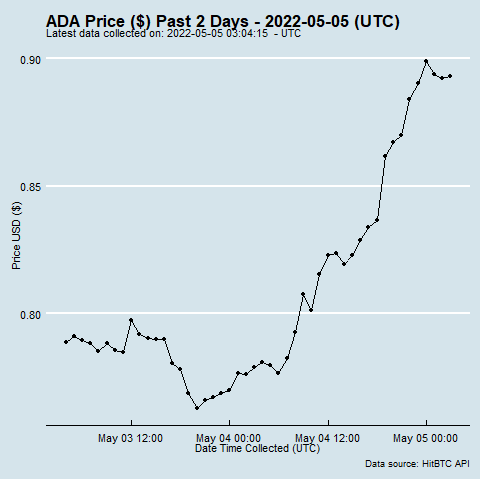 ADA Price ($) Past 2 Days - 2022-05-05 (UTC)
Latest data collected on: 2022-05-05 03:04:15  - UTC
0.90
0.85
0.80
Price USD ($)
May 03 12:00
May 04 00:00
May 04 12:00
May 05 00:00
Date Time Collected (UTC)
Data source: HitBTC API